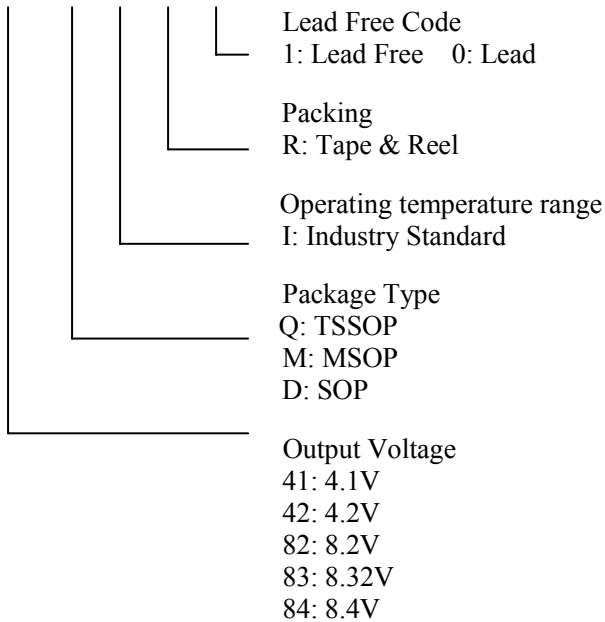 Lead Free Code
1: Lead Free 0: Lead
Packing
R: Tape & Reel
Operating temperature range
I: Industry Standard
Package Type
Q: TSSOP
M: MSOP
D: SOP
Output Voltage
41: 4.1V
42: 4.2V
82: 8.2V
83: 8.32V
84: 8.4V